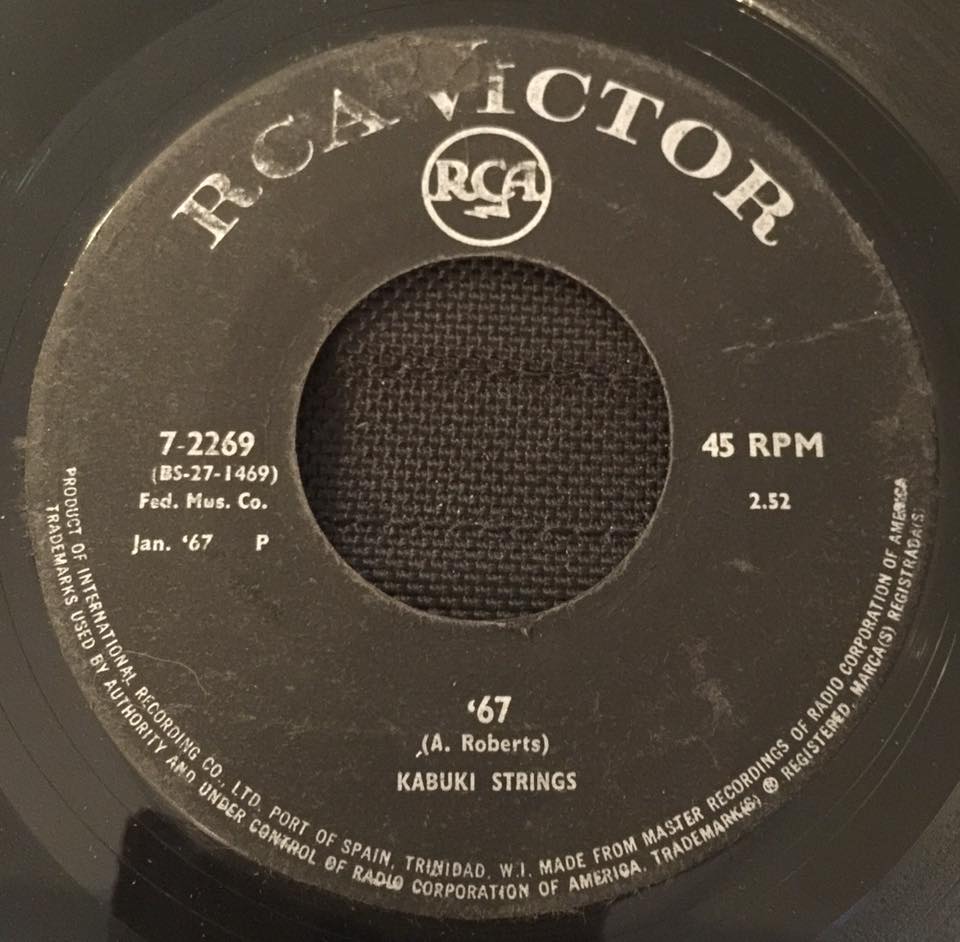 RCA VICTOR
RCA
7-2269
(BS-27-1469)
Fed. Mus. Co.
Jan. ‘67 P
45 RPM
2.52
‘67
(A. Roberts)
KABUKI STRINGS
PRODUCT OF INTERNATIONAL RECORDING CO., LTD. PORT OF SPAIN, TRINIDAD. W.I. MADE FROM MASTER RECORDINGS OF RADIO CORPORATION OF AMERICA
TRADEMARKS USED BY AUTHORITY AND UNDER CONTROL OF RADIO CORPORATION OF AMERICA. TRADEMARK(S) ® REGISTERED. MARCA(S) REGISTRADA(S)